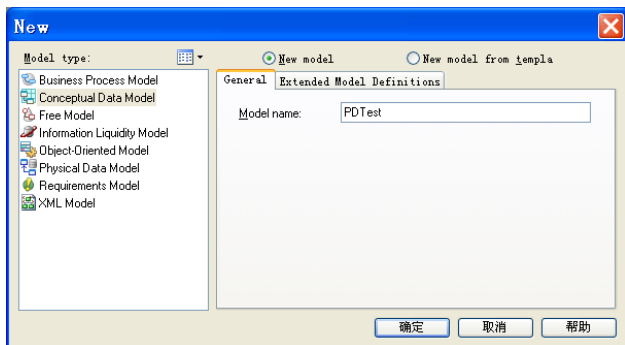 New
Model type:
New model
New model from templa
Business Process Model
Conceptual Data Model
Free Model
Information Liquidity Model
Object-Oriented Model
Physical Data Model
Requirements Model
XML Model
General
Extended Model Definitions
Model name:
PDTest
确定
取消
帮助